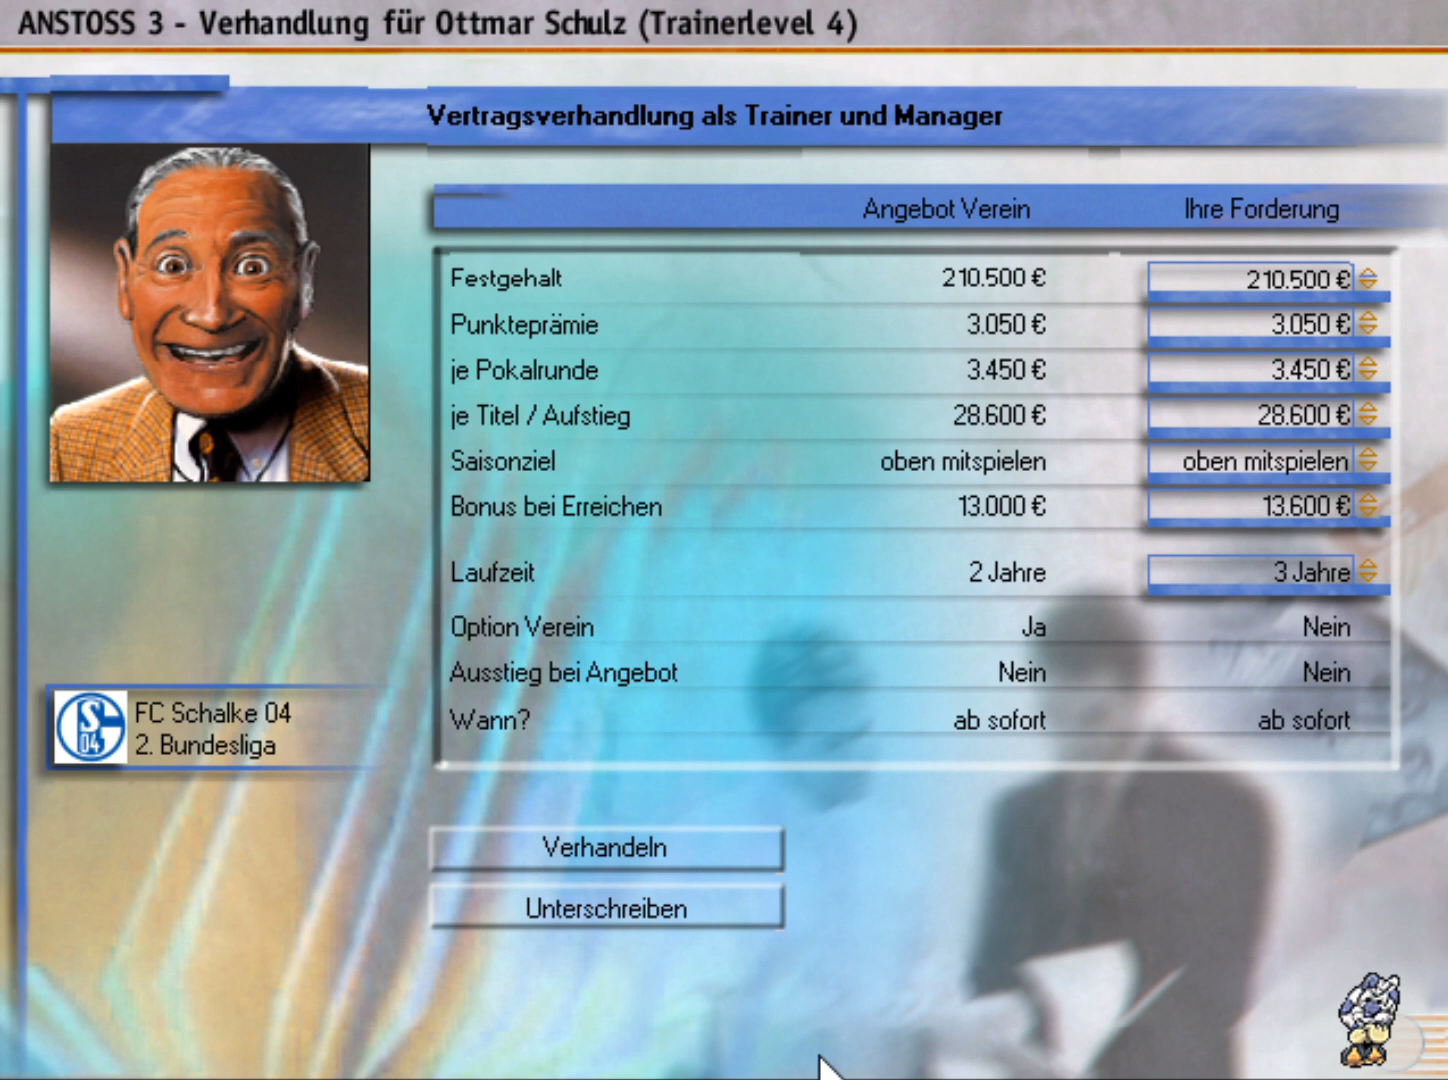 ANSTOSS 3 - Verhandlung für Ottmar Schulz (Trainerlevel 4)
Vertragsverhandlung als Trainer und Manager
Angebot Verein Ihre Forderung
Festgehalt 210.500 € 210.500 €
Punkteprämie 3.050 € 3.050 €
je Pokalrunde 3.450 € 3.450 €
je Titel / Aufstieg 28.600 € 28.600 €
Saisonziel oben mitspielen oben mitspielen
Bonus bei Erreichen 13.000 € 13.600 €
Laufzeit 2 Jahre 3 Jahre
Option Verein Ja Nein
Ausstieg bei Angebot Nein Nein
Wann? ab sofort ab sofort
S
04
FC Schalke 04
2. Bundesliga
Verhandeln
Unterschreiben